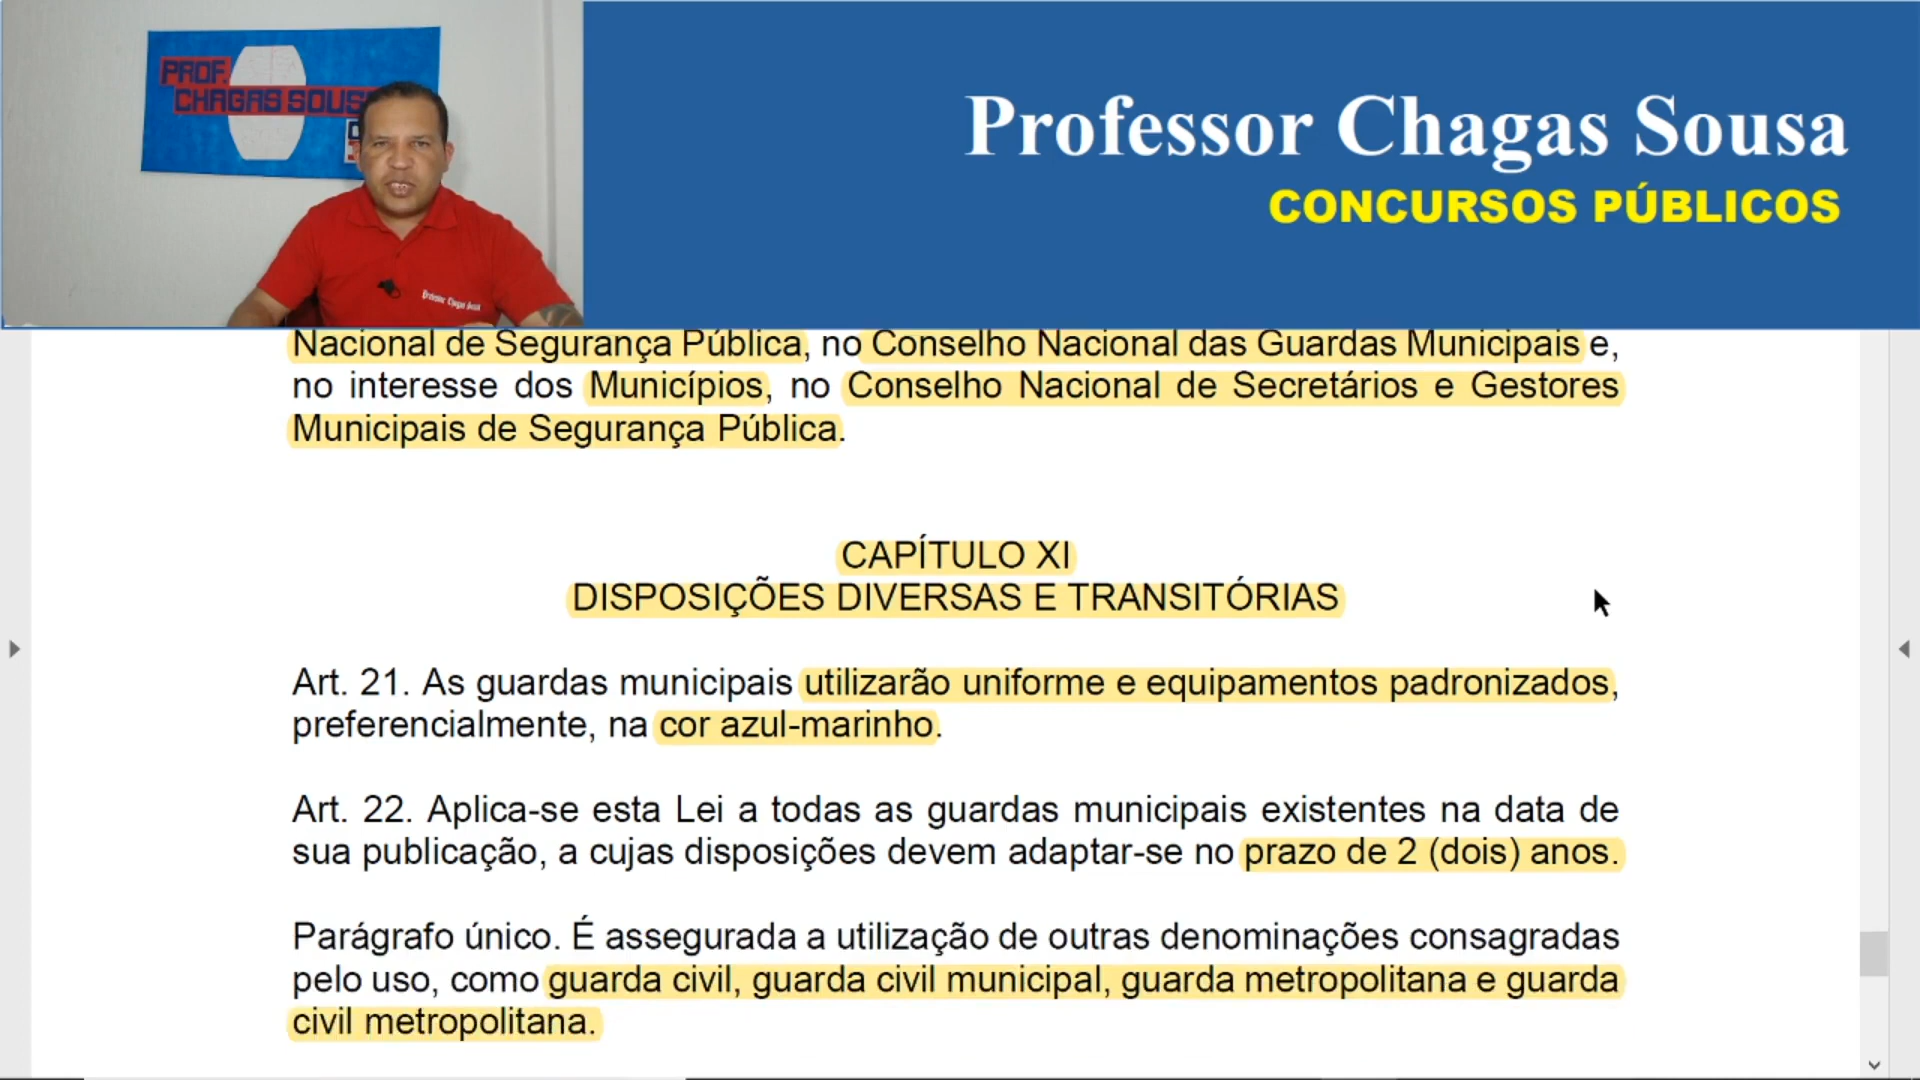 PROF.
CHAGAS SOUS
Professor Chagas Sousa
Professor Chagas Sousa
CONCURSOS PÚBLICOS
Nacional de Segurança Pública, no Conselho Nacional das Guardas Municipais e,
no interesse dos Municípios, no Conselho Nacional de Secretários e Gestores
Municipais de Segurança Pública.
CAPÍTULO XI
DISPOSIÇÕES DIVERSAS E TRANSITÓRIAS
Art. 21. As guardas municipais utilizarão uniforme e equipamentos padronizados,
preferencialmente, na cor azul-marinho.
Art. 22. Aplica-se esta Lei a todas as guardas municipais existentes na data de
sua publicação, a cujas disposições devem adaptar-se no prazo de 2 (dois) anos.
Parágrafo único. É assegurada a utilização de outras denominações consagradas
pelo uso, como guarda civil, guarda civil municipal, guarda metropolitana e guarda
civil metropolitana.